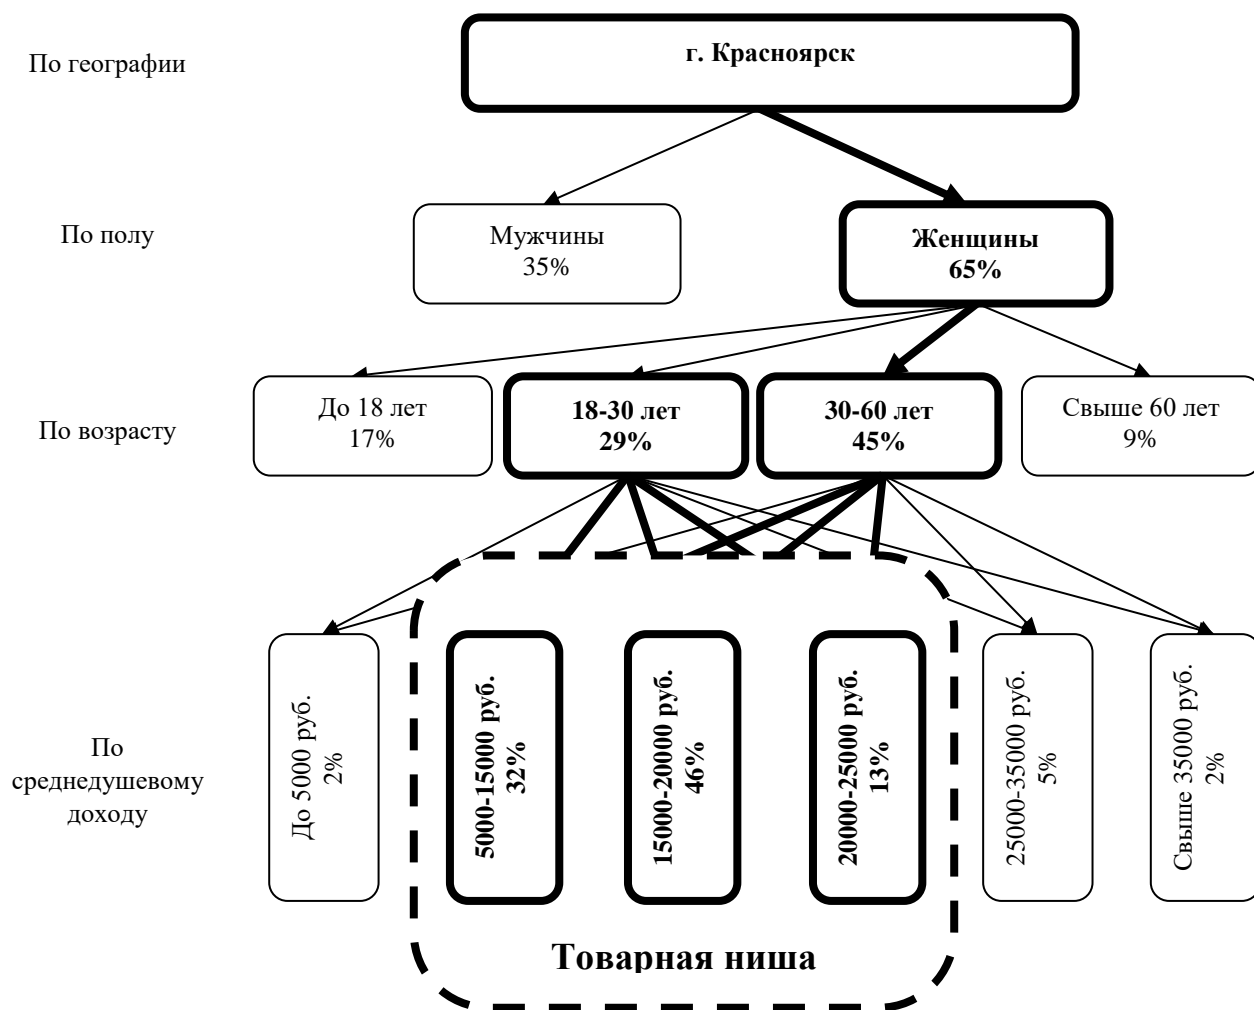 г. Красноярск
По географии
По полу
Мужчины
35%
Женщины
65%
По возрасту
До 18 лет
17%
18-30 лет
29%
30-60 лет
45%
Свыше 60 лет
9%
По
среднедушевому
доходу
До 5000 руб.
2%
5000-15000 руб.
32%
15000-20000 руб.
46%
20000-25000 руб.
13%
25000-35000 руб.
5%
Свыше 35000 руб.
2%
Товарная ниша